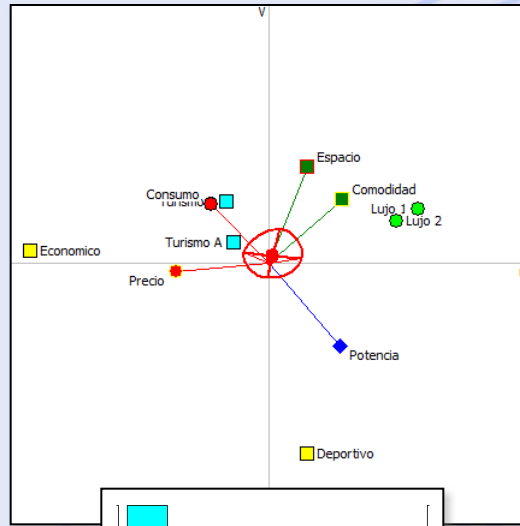 V
Espacio
Comodidad
Consumo
Lujo 1
Lujo 2
Turismo A
Economico
Precio
Potencia
Deportivo